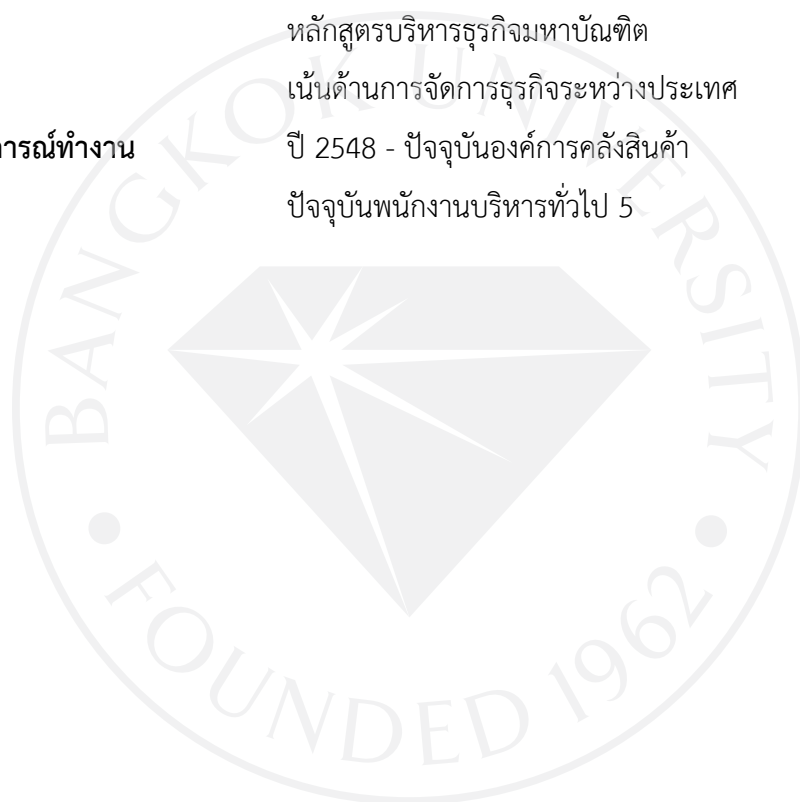 หลักสูตรบริหารธุรกิจมหาบัณฑิต
เน้นด้านการจัดการธุรกิจระหว่างประเทศ
ารณ์ทำงาน ปี 2548 - ปัจจุบันองค์การคลังสินค้า
ปัจจุบันพนักงานบริหารทั่วไป 5
BANGKOK UNIVERSITY
FOUNDED 1962